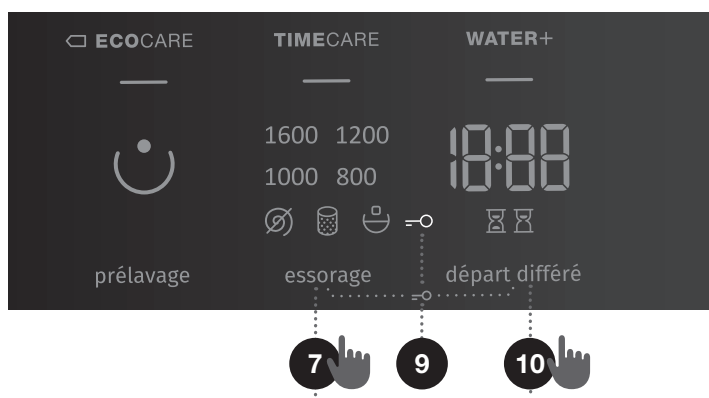 ECOCARE TIMECARE WATER+
1600 1200 18:88
1000 800
prélavage essorage départ différé
7 9 10